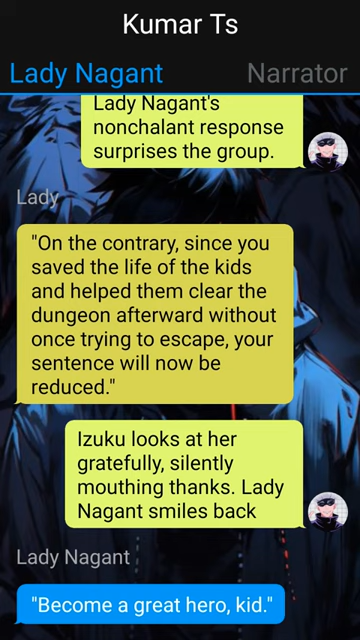 Kumar Ts
Lady Nagant
Narrator
Lady Nagant's
nonchalant response
surprises the group.
Lady
"On the contrary, since you
saved the life of the kids
and helped them clear the
dungeon afterward without
once trying to escape, your
sentence will now be
reduced."
Izuku looks at her
gratefully, silently
mouthing thanks. Lady
Nagant smiles back
Lady Nagant
"Become a great hero, kid."